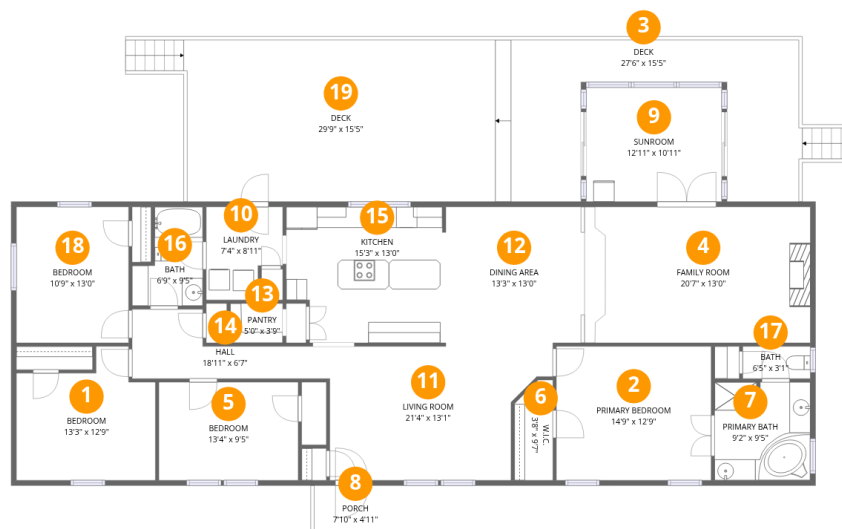 3
DECK
27'6" x 15'5"
19
DECK
29'9" x 15'5"
9
SUNROOM
12'11" x 10'11"
18
BEDROOM
10'9" x 13'0"
16
BATH
6'9" x 9'5"
10
LAUNDRY
7'4" x 8'11"
15
KITCHEN
15'3" x 13'0"
12
DINING AREA
13'3" x 13'0"
4
FAMILY ROOM
20'7" x 13'0"
13
PANTRY
5'0" x 3'9"
14
HALL
18'11" x 6'7"
17
BATH
6'5" x 3'1"
1
BEDROOM
13'3" x 12'9"
5
BEDROOM
13'4" x 9'5"
11
LIVING ROOM
21'4" x 13'1"
6
W.I.C.
3'8" x 9'7"
2
PRIMARY BEDROOM
14'9" x 12'9"
7
PRIMARY BATH
9'2" x 9'5"
8
PORCH
7'10" x 4'11"